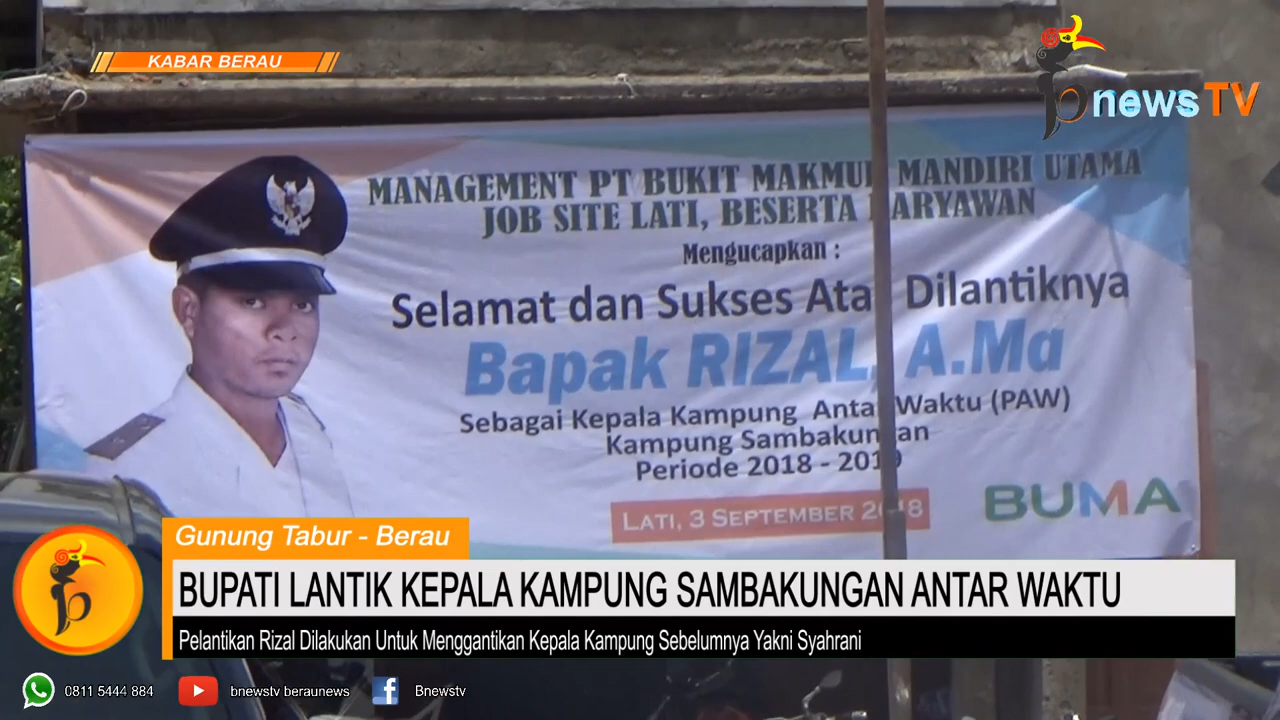 KABAR BERAU
bnewsTV
MANAGEMENT PT BUKIT MAKMUR MANDIRI UTAMA
JOB SITE LATI, BESERTA KARYAWAN
Mengucapkan :
Selamat dan Sukses Atas Dilantiknya
Bapak RIZAL, A.Ma
Sebagai Kepala Kampung Antar Waktu (PAW)
Kampung Sambakungan
Periode 2018 - 2019
LATI, 3 SEPTEMBER 2018
BUMA
Gunung Tabur - Berau
BUPATI LANTIK KEPALA KAMPUNG SAMBAKUNGAN ANTAR WAKTU
Pelantikan Rizal Dilakukan Untuk Menggantikan Kepala Kampung Sebelumnya Yakni Syahrani
0811 5444 884 bnewstv beraunews Bnewstv